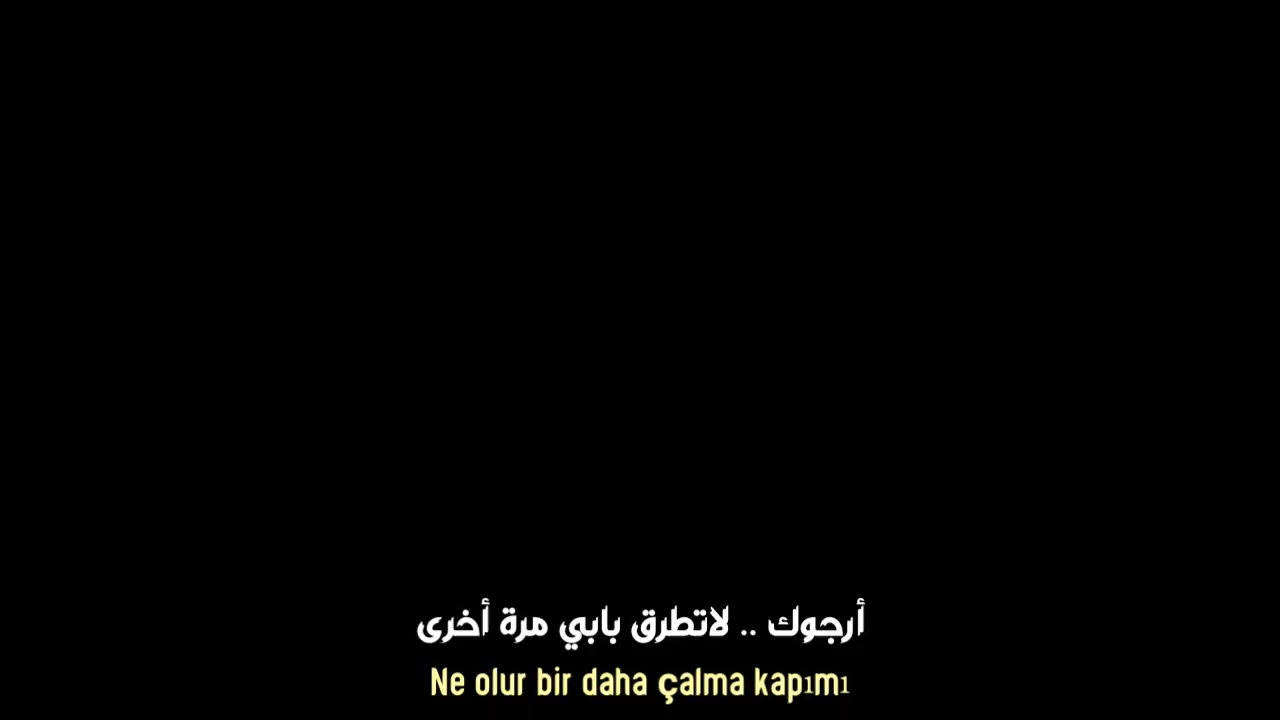 أرجوك .. لاتطرق بابي مرة أخرى
Ne olur bir daha çalma kapımı